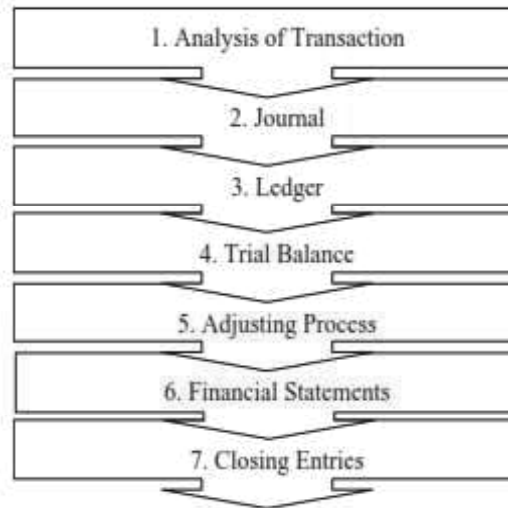 1. Analysis of Transaction
2. Journal
3. Ledger
4. Trial Balance
5. Adjusting Process
6. Financial Statements
7. Closing Entries